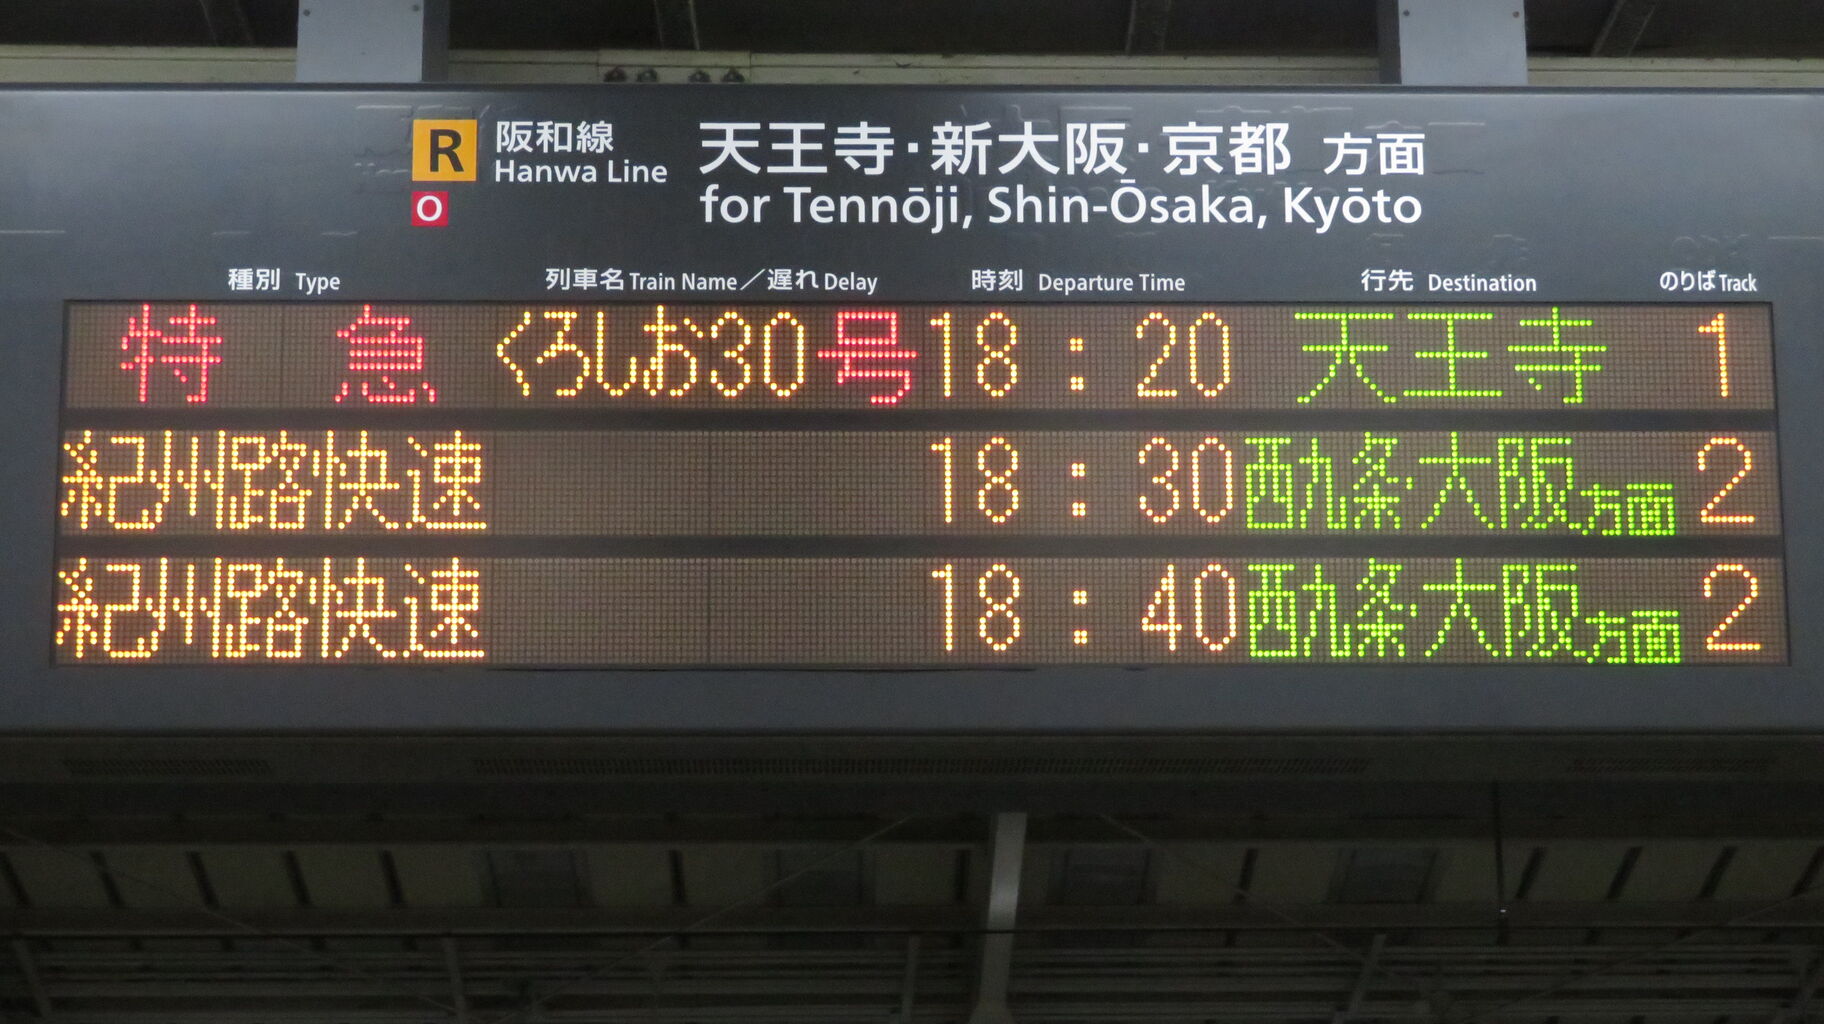 R 阪和線 天王寺・新大阪・京都 方面
Hanwa Line
O for Tennōji, Shin-Ōsaka, Kyōto
種別 Type 列車名 Train Name／遅れ Delay 時刻 Departure Time 行先 Destination のりば Track
特急 くろしお30号 18:20 天王寺 1
紀州路快速 18:30 西九条・大阪方面 2
紀州路快速 18:40 西九条・大阪方面 2